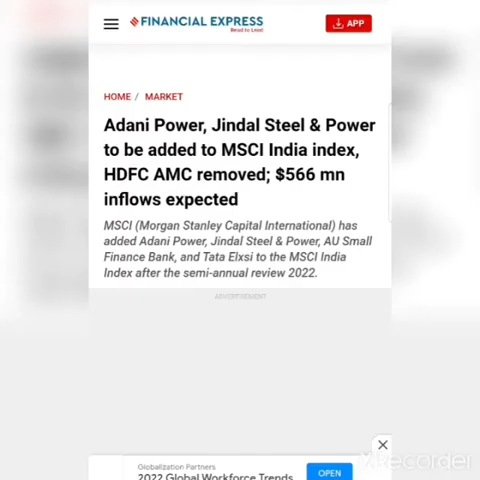 FINANCIAL EXPRESS
Read to Lead
APP
HOME / MARKET
Adani Power, Jindal Steel & Power
to be added to MSCI India index,
HDFC AMC removed; $566 mn
inflows expected
MSCI (Morgan Stanley Capital International) has
added Adani Power, Jindal Steel & Power, AU Small
Finance Bank, and Tata Elxsi to the MSCI India
Index after the semi-annual review 2022.
ADVERTISEMENT
Globalization Partners
2022 Global Workforce Trends
OPEN
XRecorder